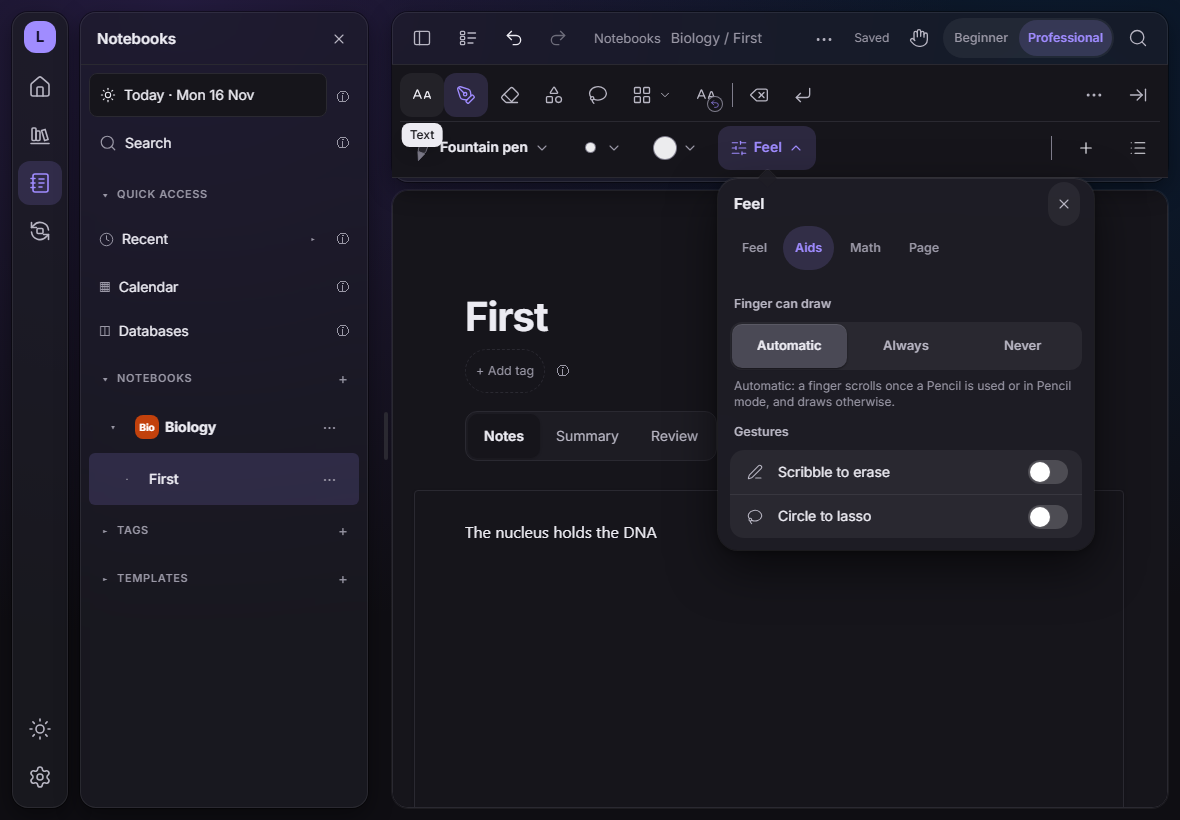 L
Notebooks
Today · Mon 16 Nov
Search
QUICK ACCESS
Recent
Calendar
Databases
NOTEBOOKS
Bio Biology
First
TAGS
TEMPLATES
Notebooks Biology / First
Saved
Beginner Professional
AA
AA
Text
Fountain pen
Feel
Feel
Feel Aids Math Page
Finger can draw
Automatic Always Never
Automatic: a finger scrolls once a Pencil is used or in Pencil
mode, and draws otherwise.
Gestures
Scribble to erase
Circle to lasso
First
+ Add tag
Notes Summary Review
The nucleus holds the DNA